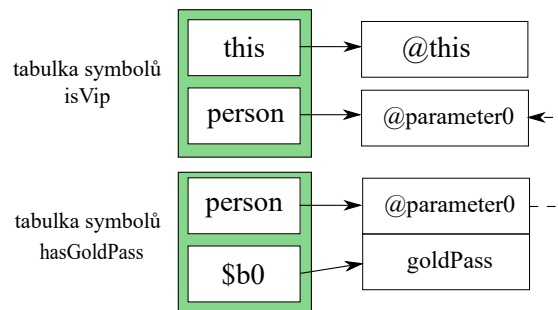 this
@this
tabulka symbolů
isVip
person
@parameter0
person
@parameter0
tabulka symbolů
hasGoldPass
$b0
goldPass